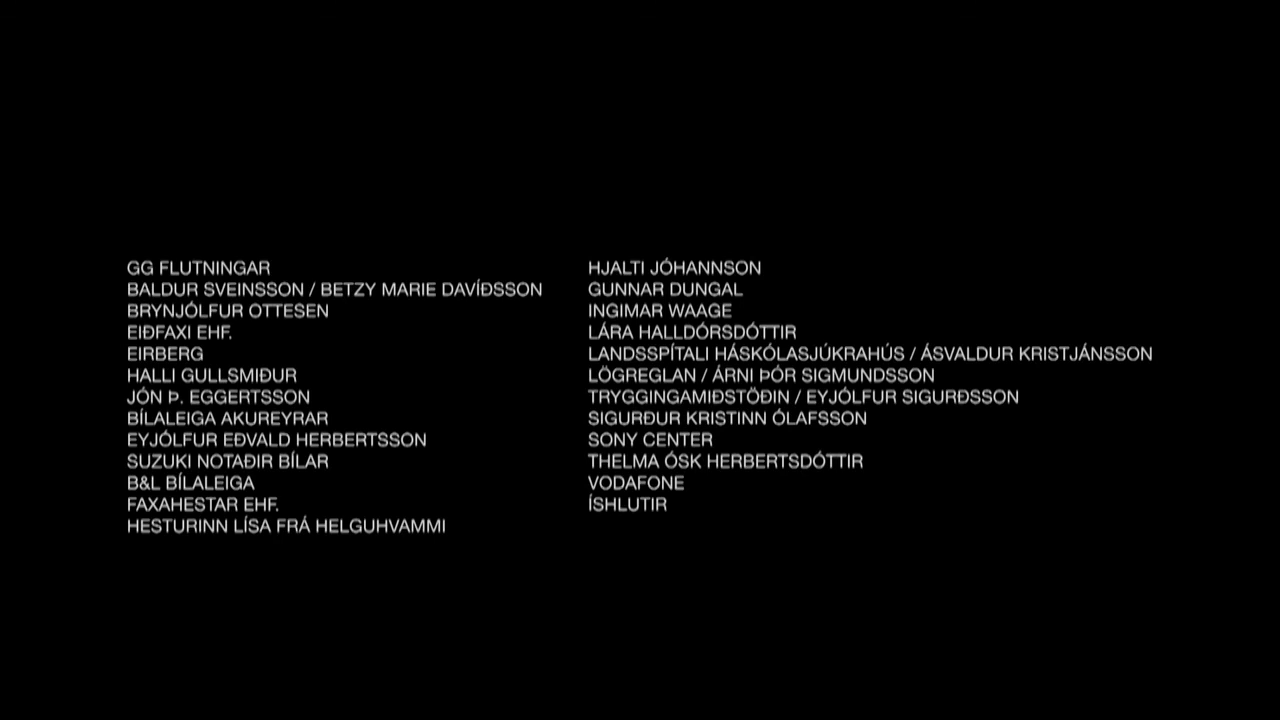 GG FLUTNINGAR
BALDUR SVEINSSON / BETZY MARIE DAVÍÐSSON
BRYNJÓLFUR OTTESEN
EIÐFAXI EHF.
EIRBERG
HALLI GULLSMIÐUR
JÓN Þ. EGGERTSSON
BÍLALEIGA AKUREYRAR
EYJÓLFUR EÐVALD HERBERTSSON
SUZUKI NOTAÐIR BÍLAR
B&L BÍLALEIGA
FAXAHESTAR EHF.
HESTURINN LÍSA FRÁ HELGUHVAMMI
HJALTI JÓHANNSON
GUNNAR DUNGAL
INGIMAR WAAGE
LÁRA HALLDÓRSDÓTTIR
LANDSSPÍTALI HÁSKÓLASJÚKRAHÚS / ÁSVALDUR KRISTJÁNSSON
LÖGREGLAN / ÁRNI ÞÓR SIGMUNDSSON
TRYGGINGAMIÐSTÖÐIN / EYJÓLFUR SIGURÐSSON
SIGURÐUR KRISTINN ÓLAFSSON
SONY CENTER
THELMA ÓSK HERBERTSDÓTTIR
VODAFONE
ÍSHLUTIR